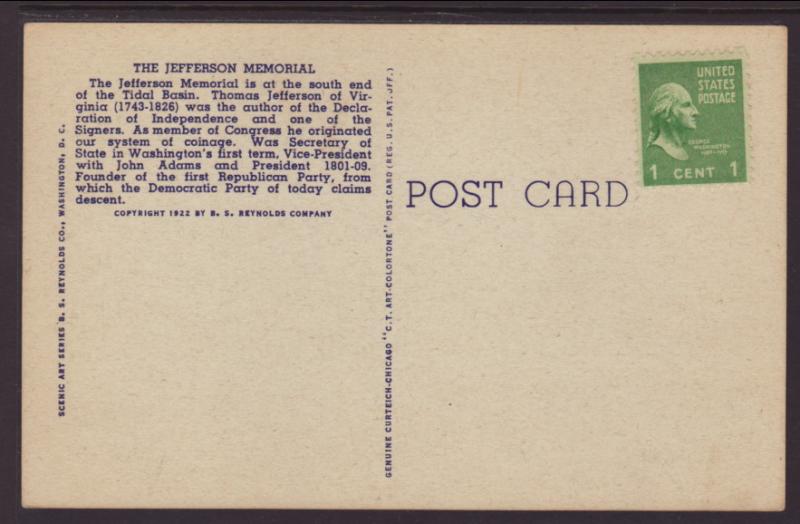 THE JEFFERSON MEMORIAL
The Jefferson Memorial is at the south end
of the Tidal Basin. Thomas Jefferson of Vir-
ginia (1743-1826) was the author of the Decla-
ration of Independence and one of the
Signers. As member of Congress he originated
our system of coinage. Was Secretary of
State in Washington's first term, Vice-President
with John Adams and President 1801-09.
Founder of the first Republican Party, from
which the Democratic Party of today claims
descent.
COPYRIGHT 1922 BY B. S. REYNOLDS COMPANY
SCENIC ART SERIES B. S. REYNOLDS CO., WASHINGTON, D. C.
GENUINE CURTEICH-CHICAGO "C.T. ART-COLORTONE" POST CARD (REG. U.S. PAT. OFF.)
POST CARD
UNITED
STATES
POSTAGE
GEORGE
WASHINGTON
1 CENT 1